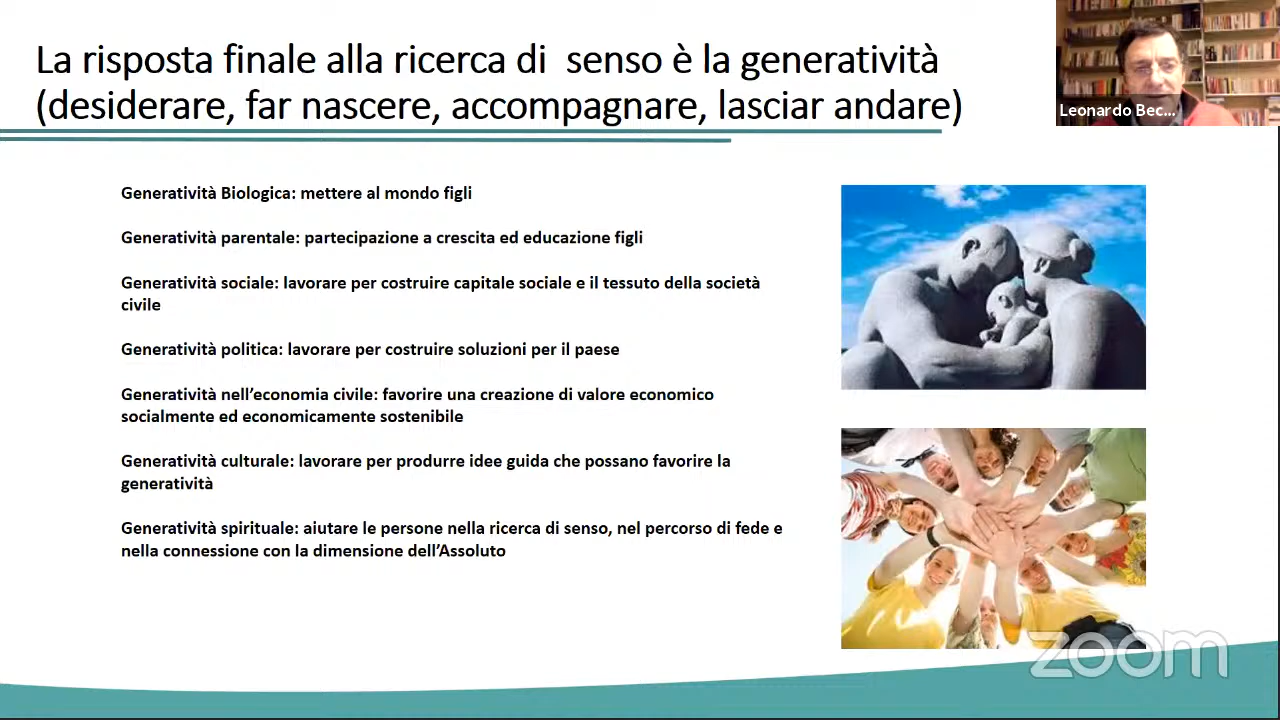 La risposta finale alla ricerca di  senso è la generatività
(desiderare, far nascere, accompagnare, lasciar andare)
Leonardo Bec...
Generatività Biologica: mettere al mondo figli
Generatività parentale: partecipazione a crescita ed educazione figli
Generatività sociale: lavorare per costruire capitale sociale e il tessuto della società
civile
Generatività politica: lavorare per costruire soluzioni per il paese
Generatività nell’economia civile: favorire una creazione di valore economico
socialmente ed economicamente sostenibile
Generatività culturale: lavorare per produrre idee guida che possano favorire la
generatività
Generatività spirituale: aiutare le persone nella ricerca di senso, nel percorso di fede e
nella connessione con la dimensione dell’Assoluto
zoom